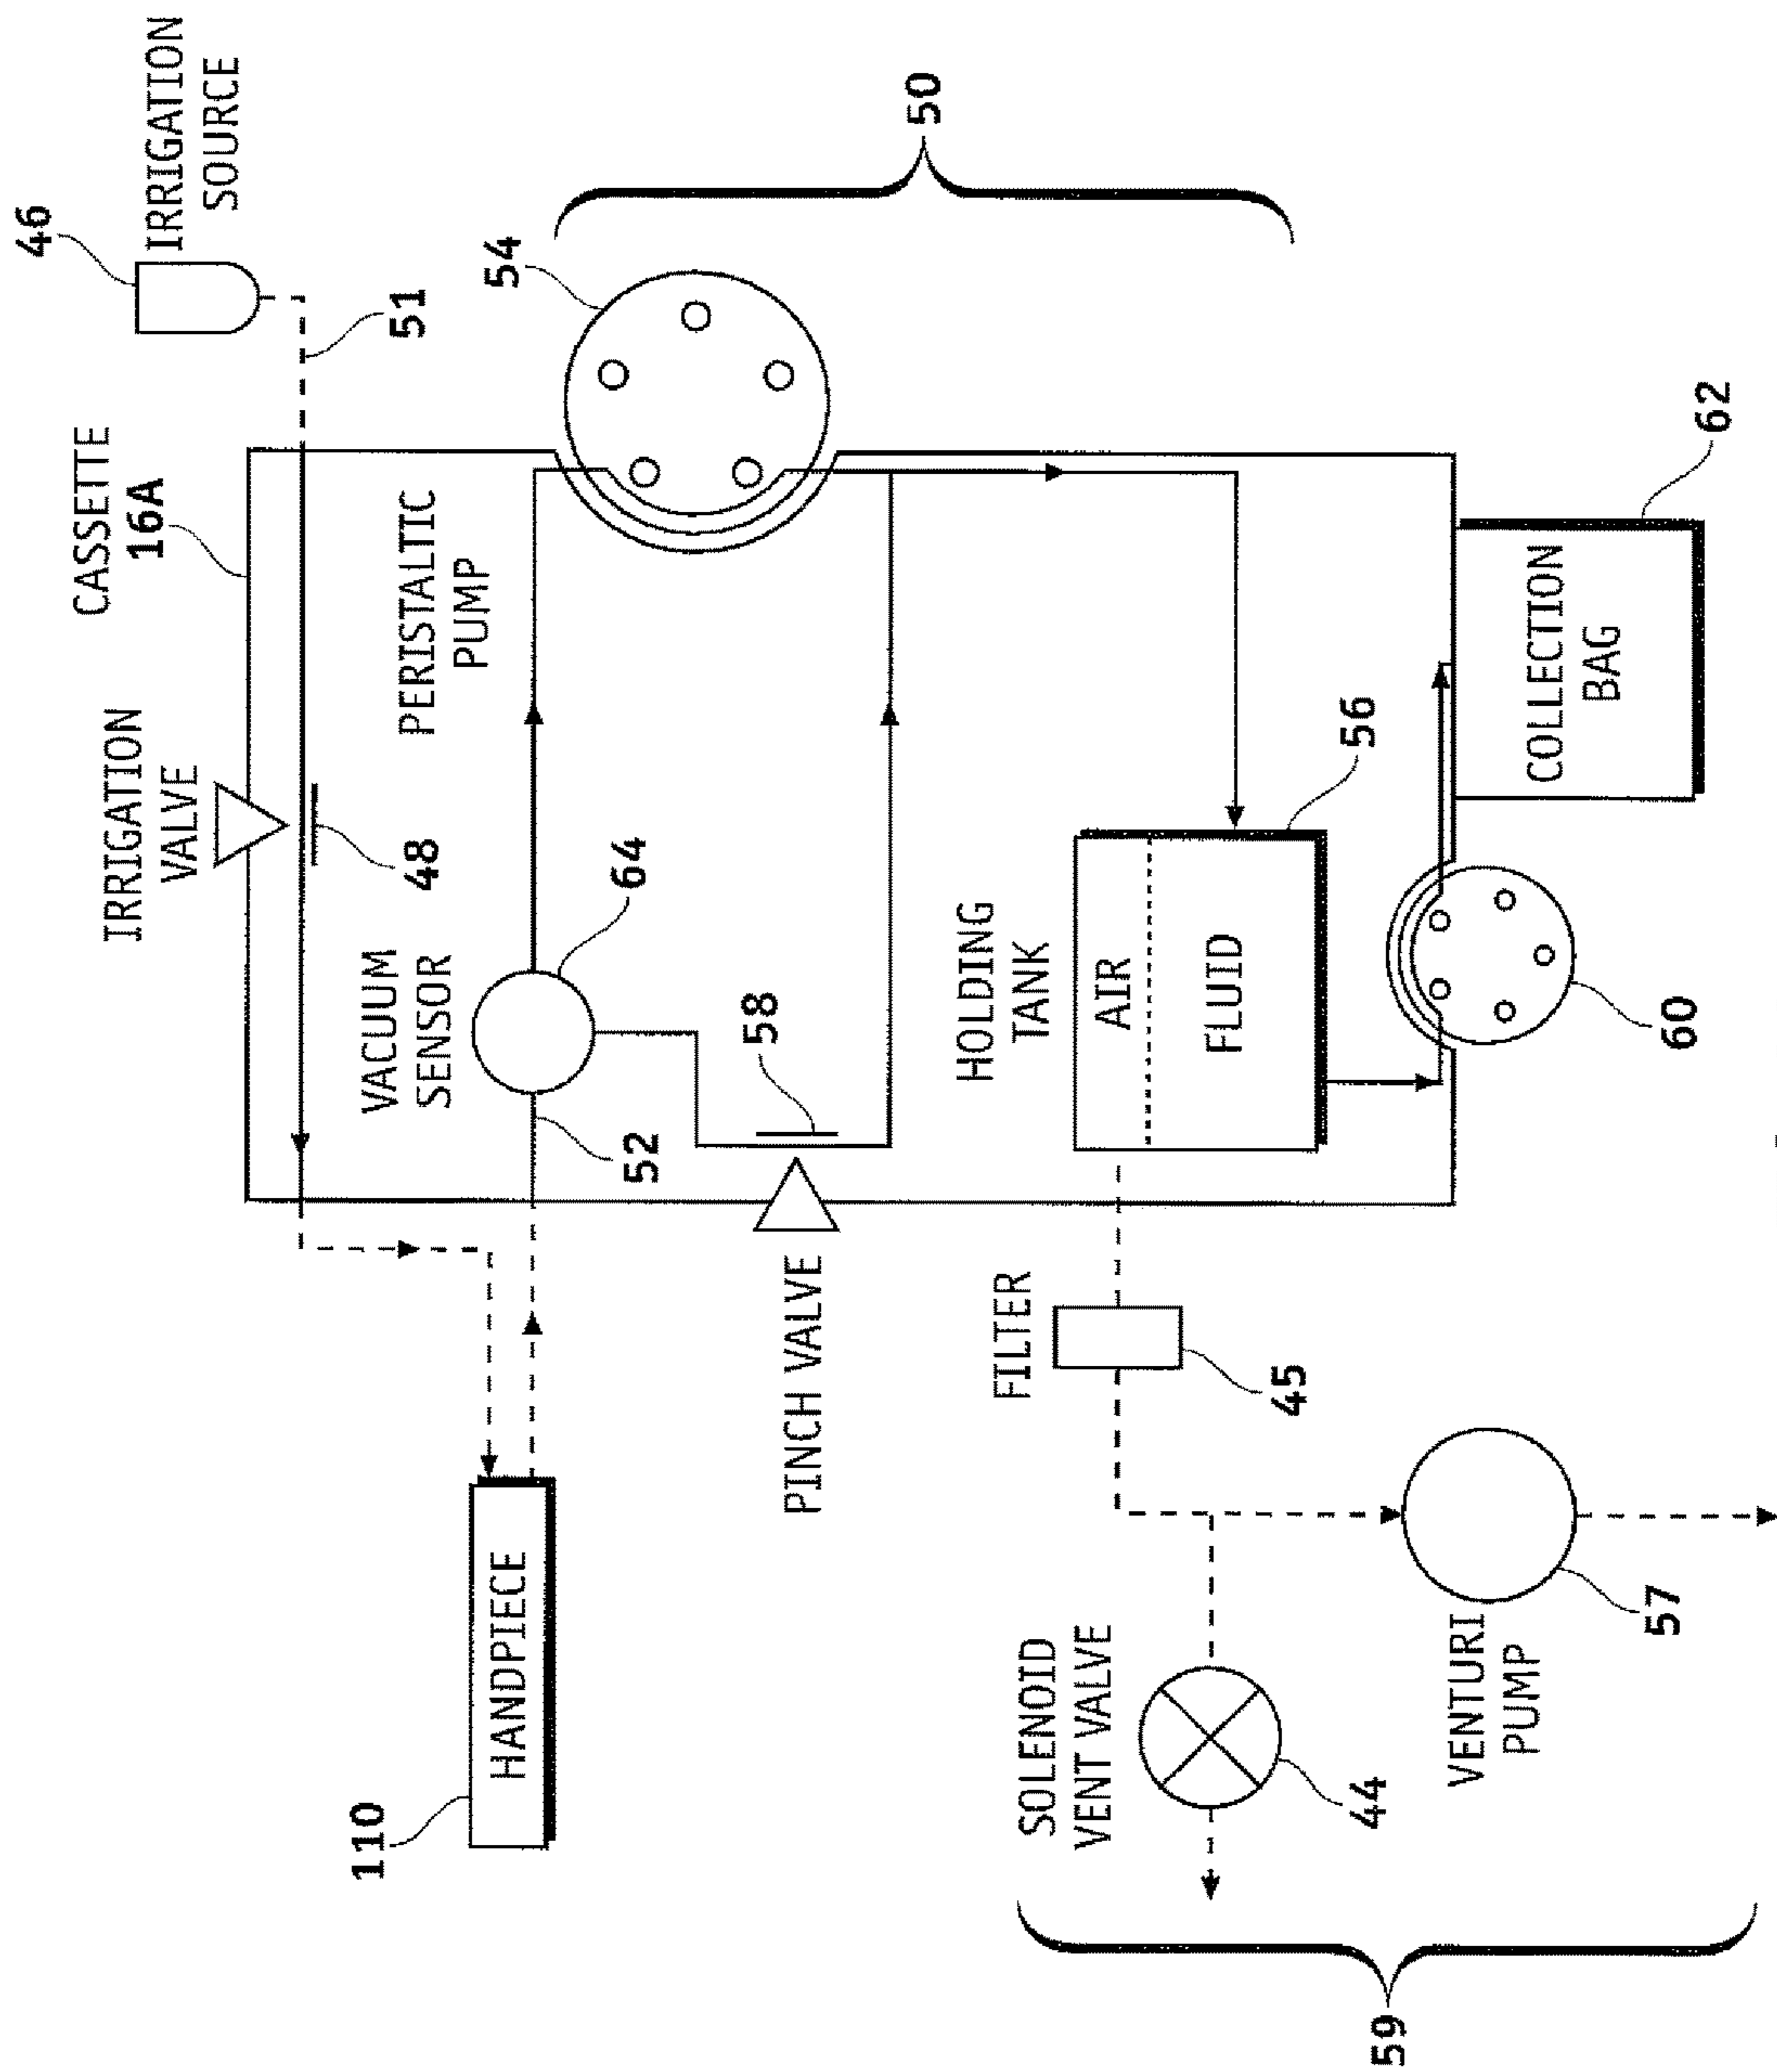 46
IRRIGATION
SOURCE
51
CASSETTE
16A
IRRIGATION
VALVE
48
PERISTALTIC
PUMP
54
50
VACUUM
SENSOR
64
52
58
PINCH VALVE
HANDPIECE
110
HOLDING
TANK
AIR
FLUID
56
FILTER
45
60
COLLECTION
BAG
62
SOLENOID
VENT VALVE
44
VENTURI
PUMP
57
59